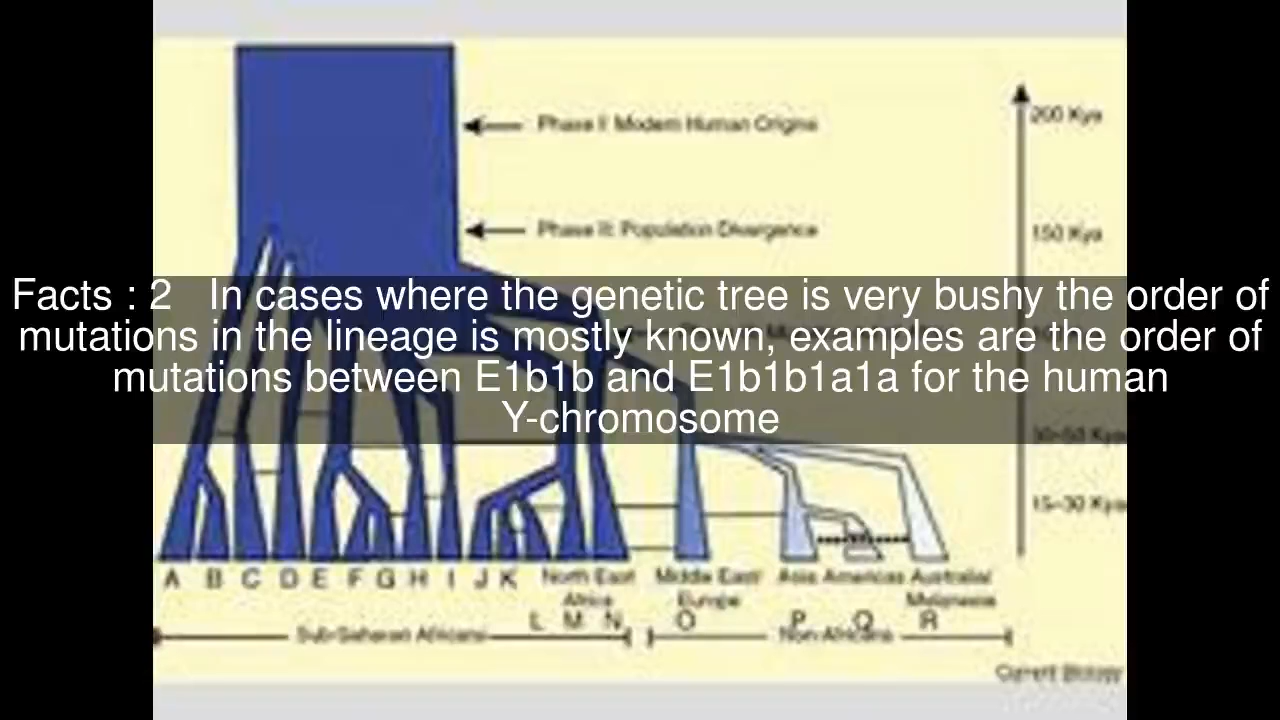 Phase I: Modern Human Origins
200 Kya
Phase II: Population Divergence
150 Kya
Facts : 2 In cases where the genetic tree is very bushy the order of
mutations in the lineage is mostly known, examples are the order of
mutations between E1b1b and E1b1b1a1a for the human
Y-chromosome
30-50 Kya
15-30 Kya
A B C D E F G H I J K North East Middle East/ Asia Americas Australia/
Africa Europe Melanesia
L M N O P Q R
Sub-Saharan Africans Non-Africans
Current Biology